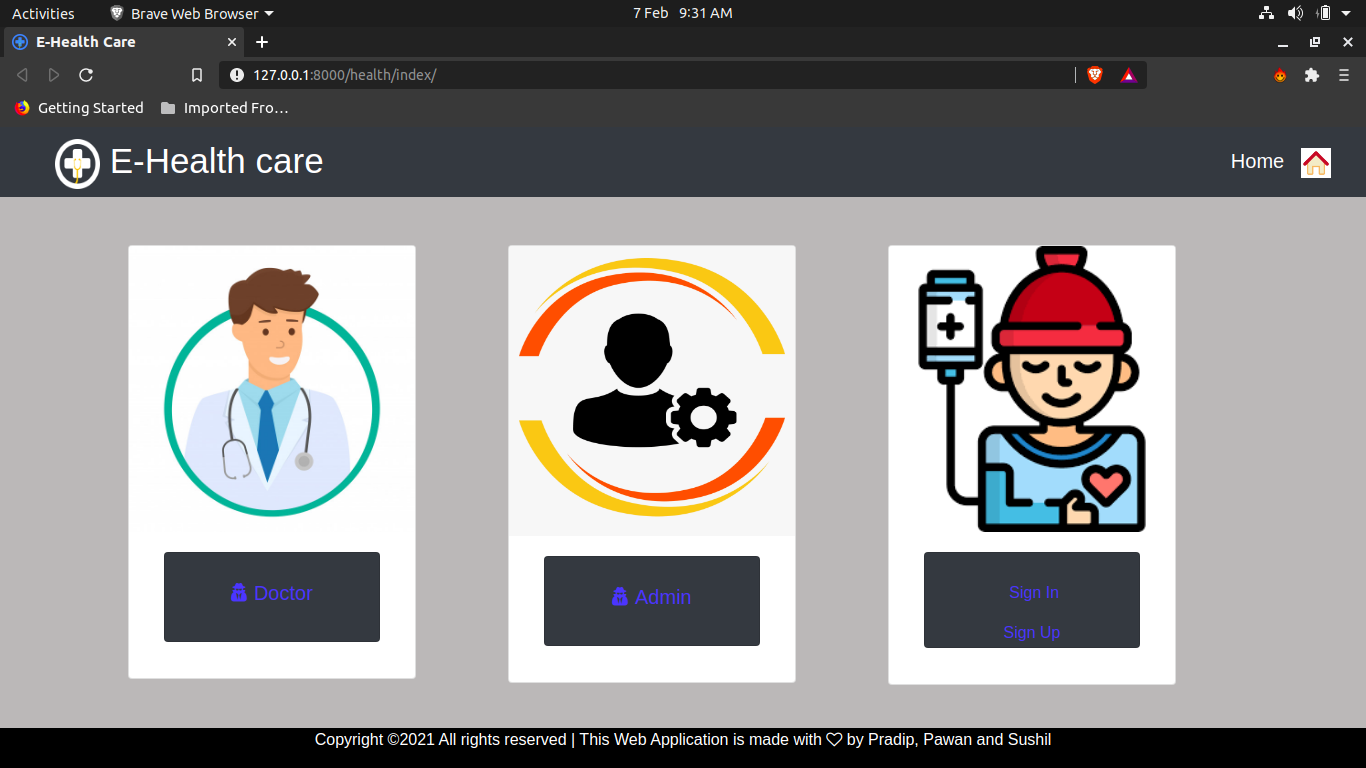 Activities Brave Web Browser 7 Feb 9:31 AM
E-Health Care
127.0.0.1:8000/health/index/
Getting Started Imported Fro…
E-Health care Home
Doctor
Admin
Sign In
Sign Up
Copyright ©2021 All rights reserved | This Web Application is made with ♡ by Pradip, Pawan and Sushil